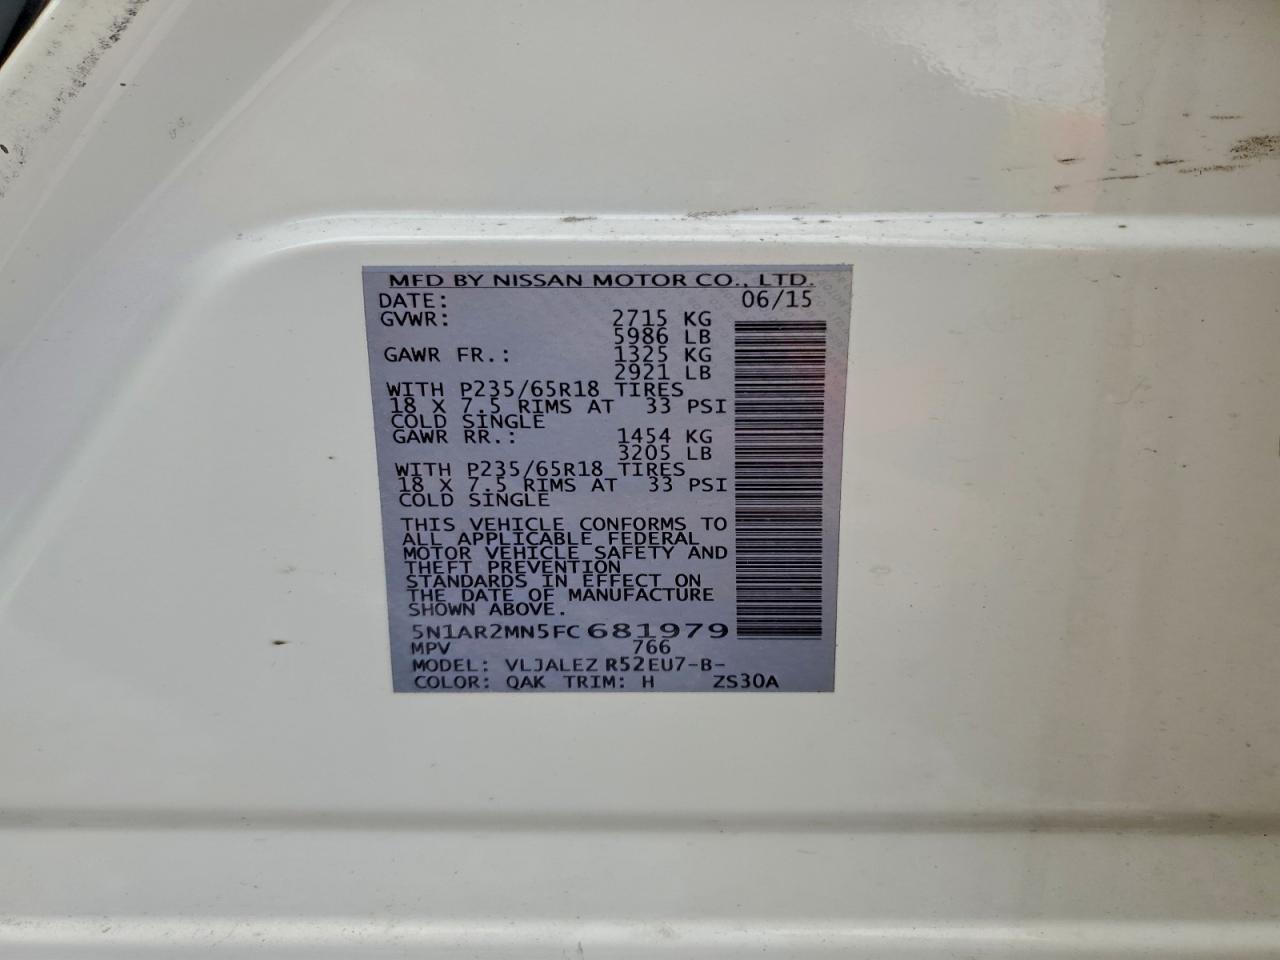 MFD BY NISSAN MOTOR CO., LTD.
DATE: 06/15
GVWR: 2715 KG
5986 LB
GAWR FR.: 1325 KG
2921 LB
WITH P235/65R18 TIRES
18 X 7.5 RIMS AT 33 PSI
COLD SINGLE
GAWR RR.: 1454 KG
3205 LB
WITH P235/65R18 TIRES
18 X 7.5 RIMS AT 33 PSI
COLD SINGLE
THIS VEHICLE CONFORMS TO
ALL APPLICABLE FEDERAL
MOTOR VEHICLE SAFETY AND
THEFT PREVENTION
STANDARDS IN EFFECT ON
THE DATE OF MANUFACTURE
SHOWN ABOVE.
5N1AR2MN5FC681979
MPV 766
MODEL: VLJALEZ R52EU7-B-
COLOR: QAK TRIM: H ZS30A